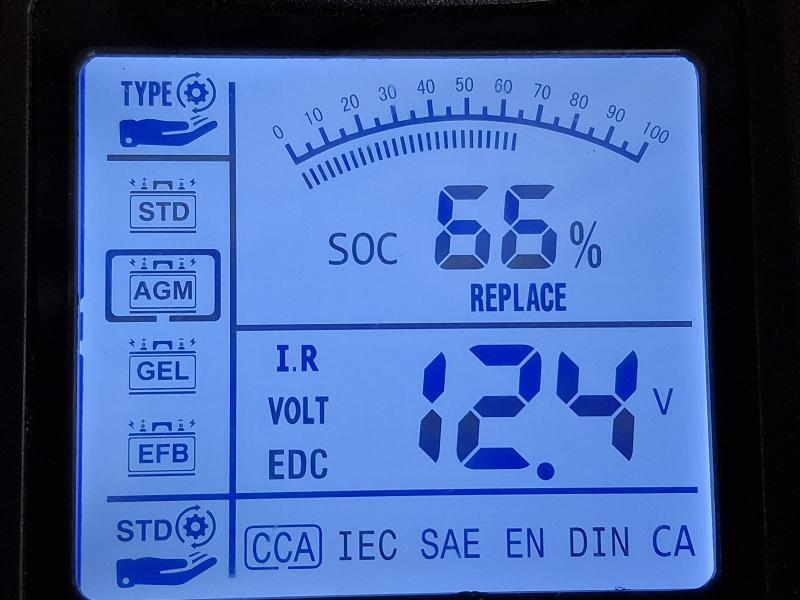 TYPE
0 10 20 30 40 50 60 70 80 90 100
STD
SOC 66%
AGM
REPLACE
I.R
GEL
VOLT 12.4 V
EFB
EDC
STD
CCA IEC SAE EN DIN CA